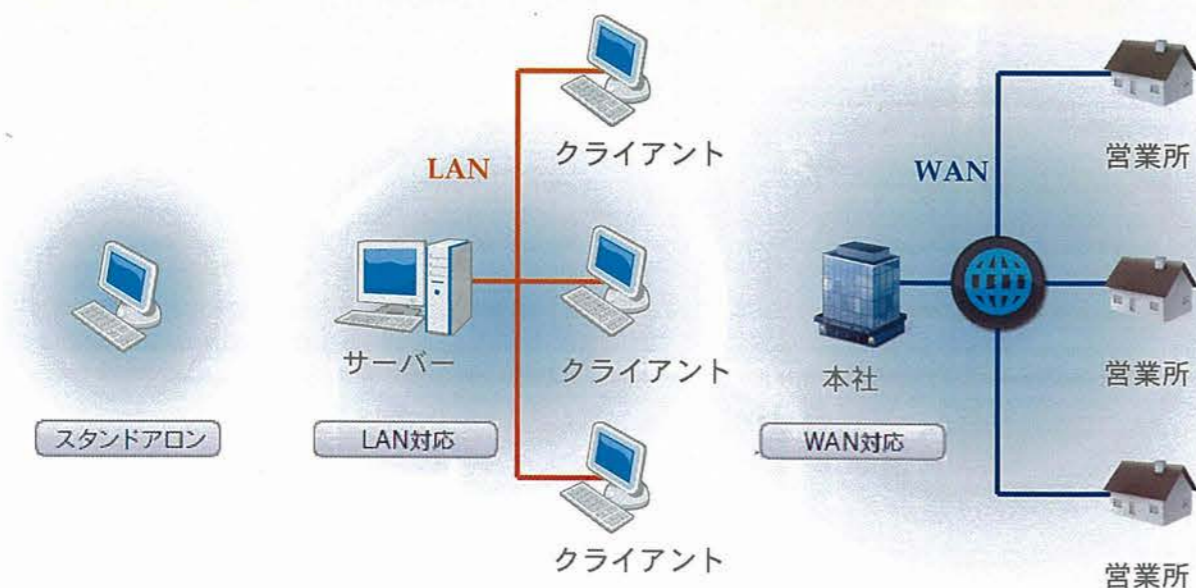 スタンドアロン
LAN
クライアント
サーバー
クライアント
クライアント
LAN対応
WAN
営業所
本社
営業所
営業所
WAN対応